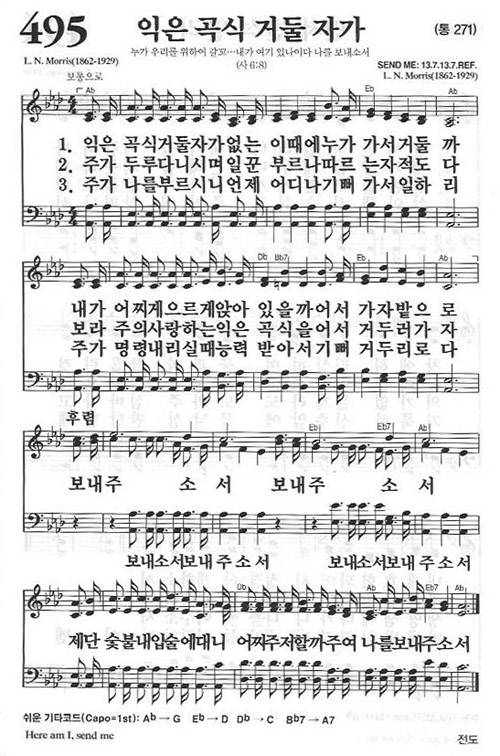 495
익은 곡식 거둘 자가
(통 271)
누가 우리를 위하여 갈꼬…내가 여기 있나이다 나를 보내소서
(사 6:8)
L. N. Morris(1862-1929)
SEND ME: 13.7.13.7.REF.
L. N. Morris(1862-1929)
보통으로
Ab Eb Ab
1. 익은 곡식거둘자가없는 이때에누가 가서거둘 까
2. 주가 두루다니시며일꾼 부르나따르 는자적도 다
3. 주가 나를부르시니언제 어디나기뻐 가서일하 리
Db Bb7 Eb Ab
내가 어찌게으르게앉아 있을까어서 가자밭으 로
보라 주의사랑하는익은 곡식을어서 거두러가 자
주가 명령내리실때능력 받아서기뻐 거두리로 다
후렴
Eb Eb7 Ab
보내주 소 서 보내주 소 서
보내소서보내 주소서 보내소서보내 주소서
Db Ab Eb7 Ab
제단 숯불내입술에대니 어찌주저할까주여 나를보내주소서
쉬운 기타코드(Capo=1st): Ab → G Eb → D Db → C Bb7 → A7
Here am I, send me
전도